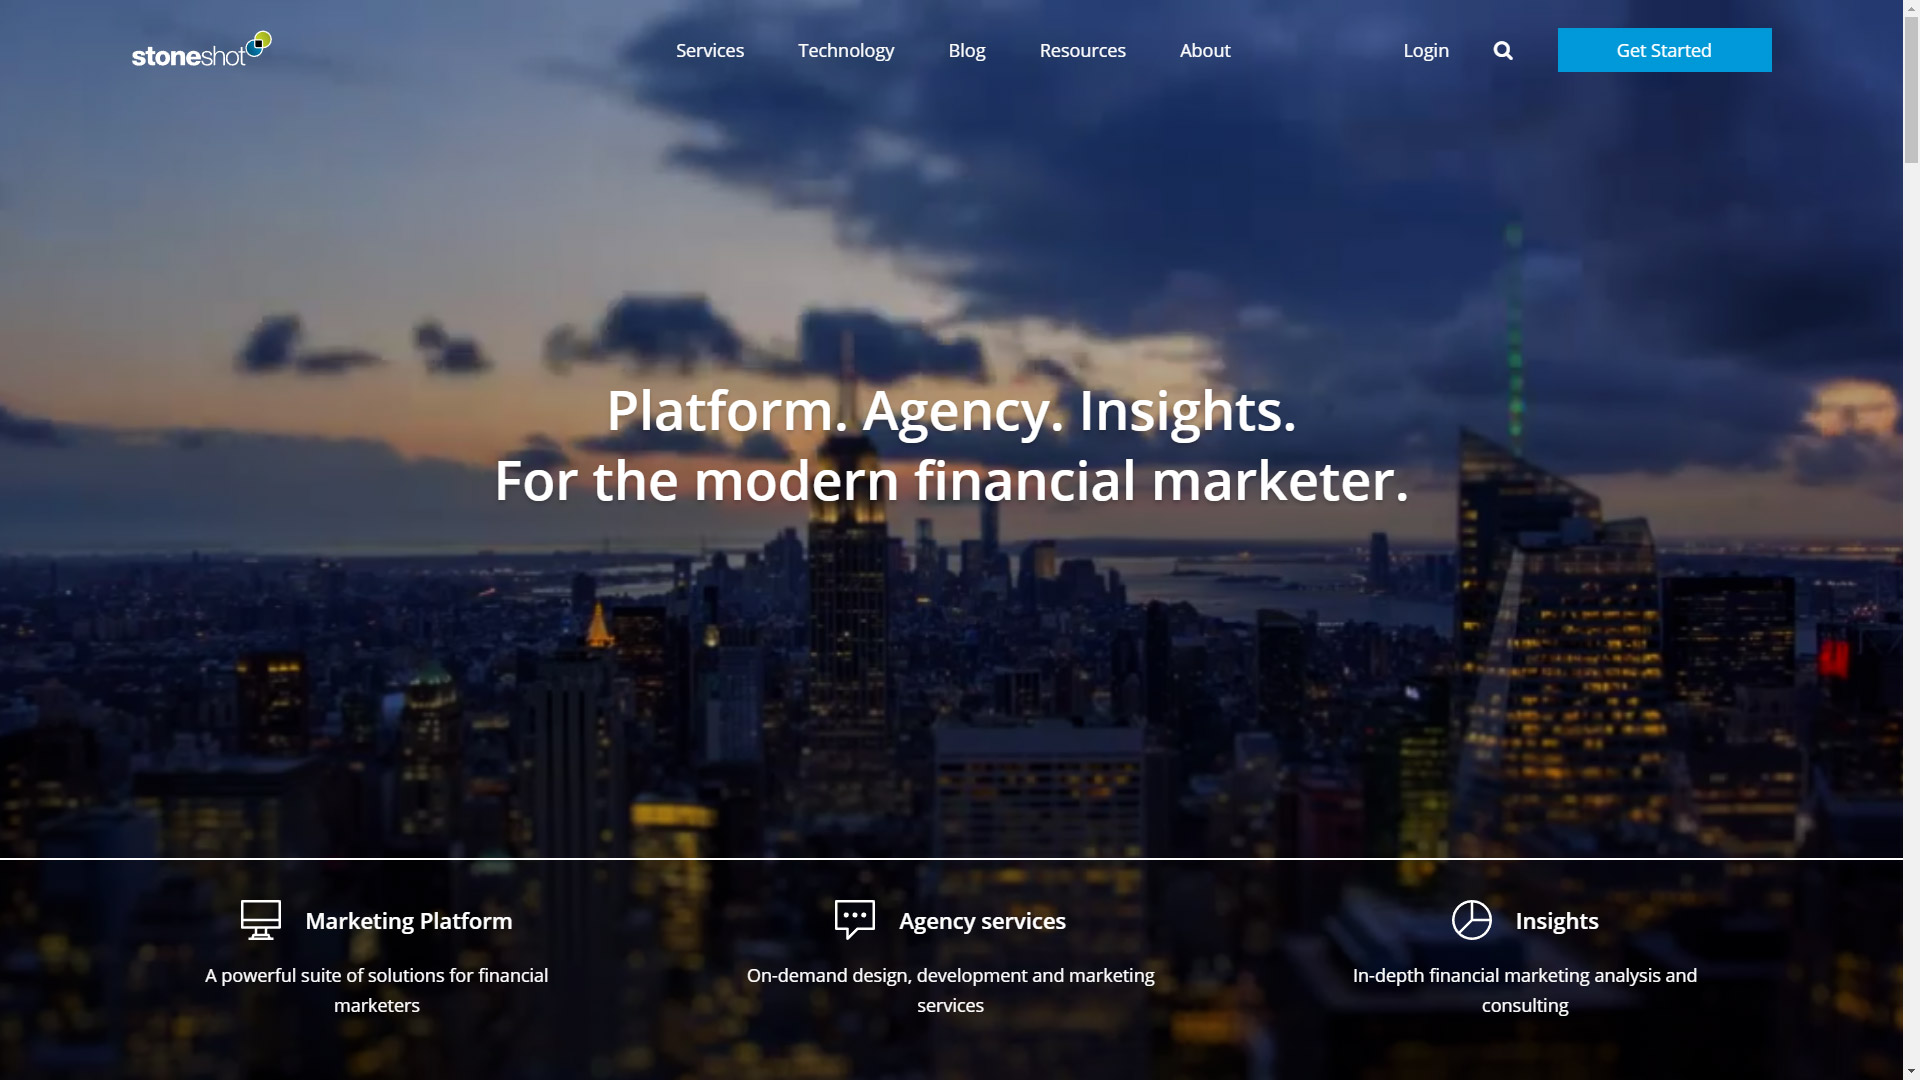 stoneshot
Services
Technology
Blog
Resources
About
Login
Get Started
Platform. Agency. Insights.
For the modern financial marketer.
Marketing Platform
A powerful suite of solutions for financial
marketers
Agency services
On-demand design, development and marketing
services
Insights
In-depth financial marketing analysis and
consulting